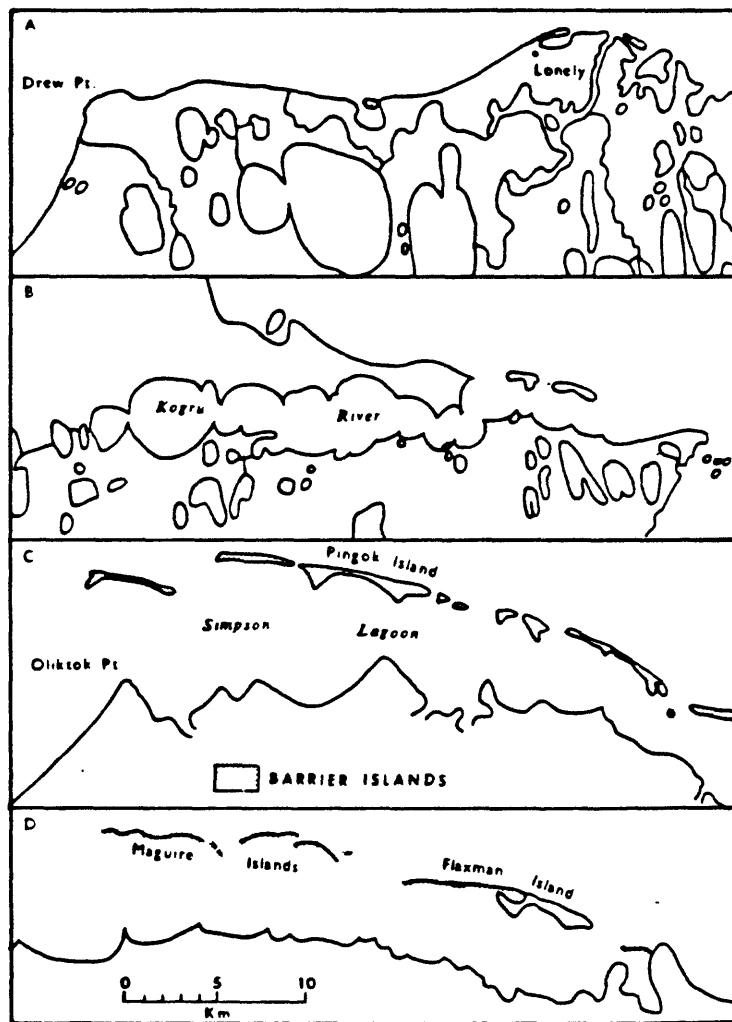 A
Drew Pt.
Lonely
B
Kogru
River
C
Pingok Island
Simpson
Lagoon
Oliktok Pt
BARRIER ISLANDS
D
Maguire
Islands
Flaxman
Island
0 5 10
Km